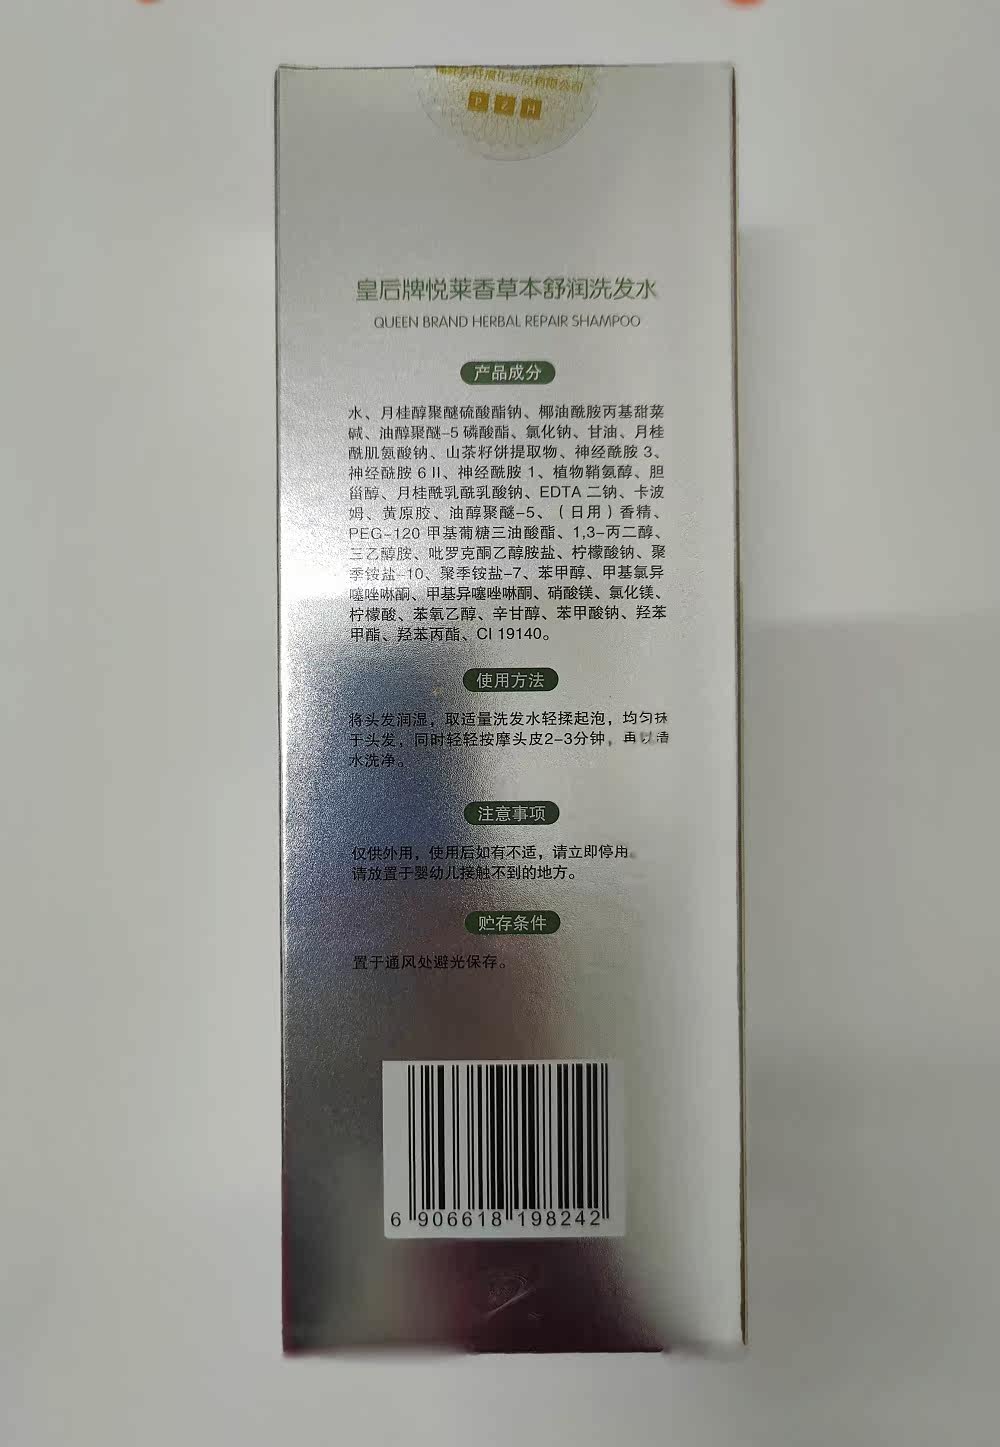 化妆品有限公司
P Z H
皇后牌悦莱香草本舒润洗发水
QUEEN BRAND HERBAL REPAIR SHAMPOO
产品成分
水、月桂醇聚醚硫酸酯钠、椰油酰胺丙基甜菜
碱、油醇聚醚-5 磷酸酯、氯化钠、甘油、月桂
酰肌氨酸钠、山茶籽饼提取物、神经酰胺 3、
神经酰胺 6 II、神经酰胺 1、植物鞘氨醇、胆
甾醇、月桂酰乳酰乳酸钠、EDTA 二钠、卡波
姆、黄原胶、油醇聚醚-5、（日用）香精、
PEG-120 甲基葡糖三油酸酯、1,3-丙二醇、
三乙醇胺、吡罗克酮乙醇胺盐、柠檬酸钠、聚
季铵盐-10、聚季铵盐-7、苯甲醇、甲基氯异
噻唑啉酮、甲基异噻唑啉酮、硝酸镁、氯化镁、
柠檬酸、苯氧乙醇、辛甘醇、苯甲酸钠、羟苯
甲酯、羟苯丙酯、CI 19140。
使用方法
将头发润湿，取适量洗发水轻揉起泡，均匀抹
于头发，同时轻轻按摩头皮2-3分钟，再以清
水洗净。
注意事项
仅供外用，使用后如有不适，请立即停用。
请放置于婴幼儿接触不到的地方。
贮存条件
置于通风处避光保存。
6 906618 198242